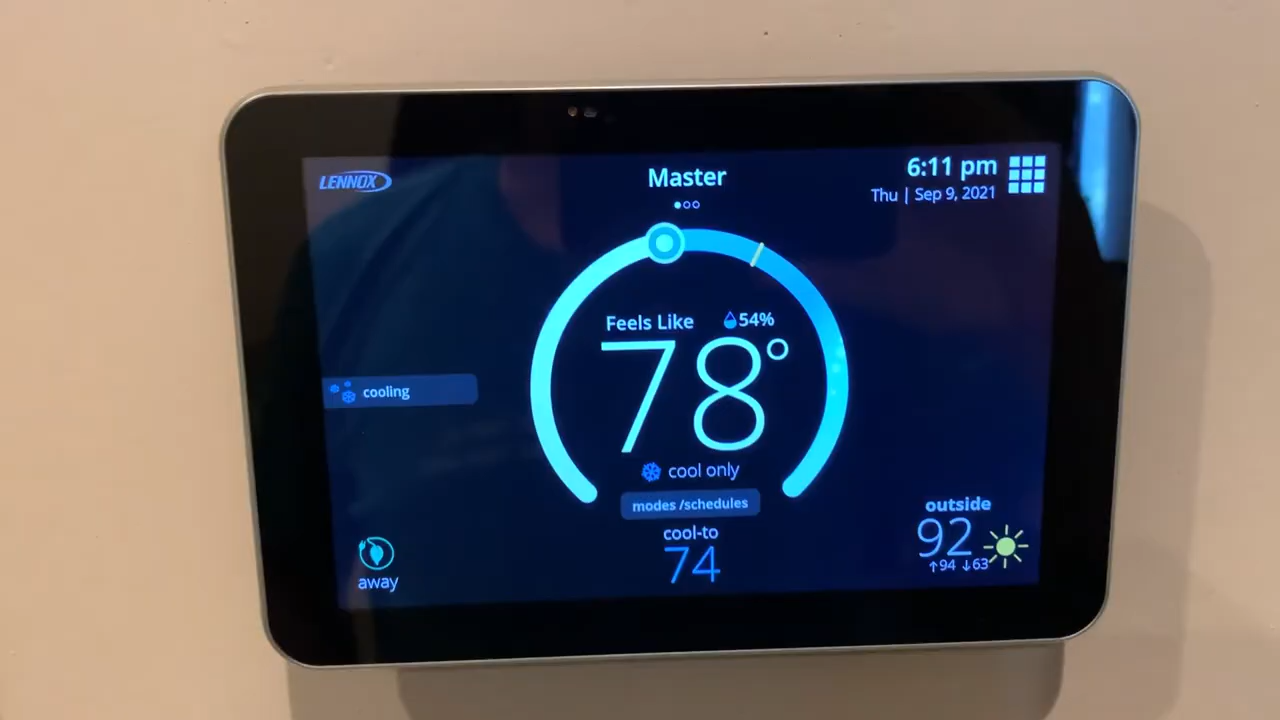 LENNOX
Master
6:11 pm
Thu | Sep 9, 2021
Feels Like 54%
78°
cooling
cool only
modes /schedules
cool-to
74
away
outside
92
↑94 ↓63